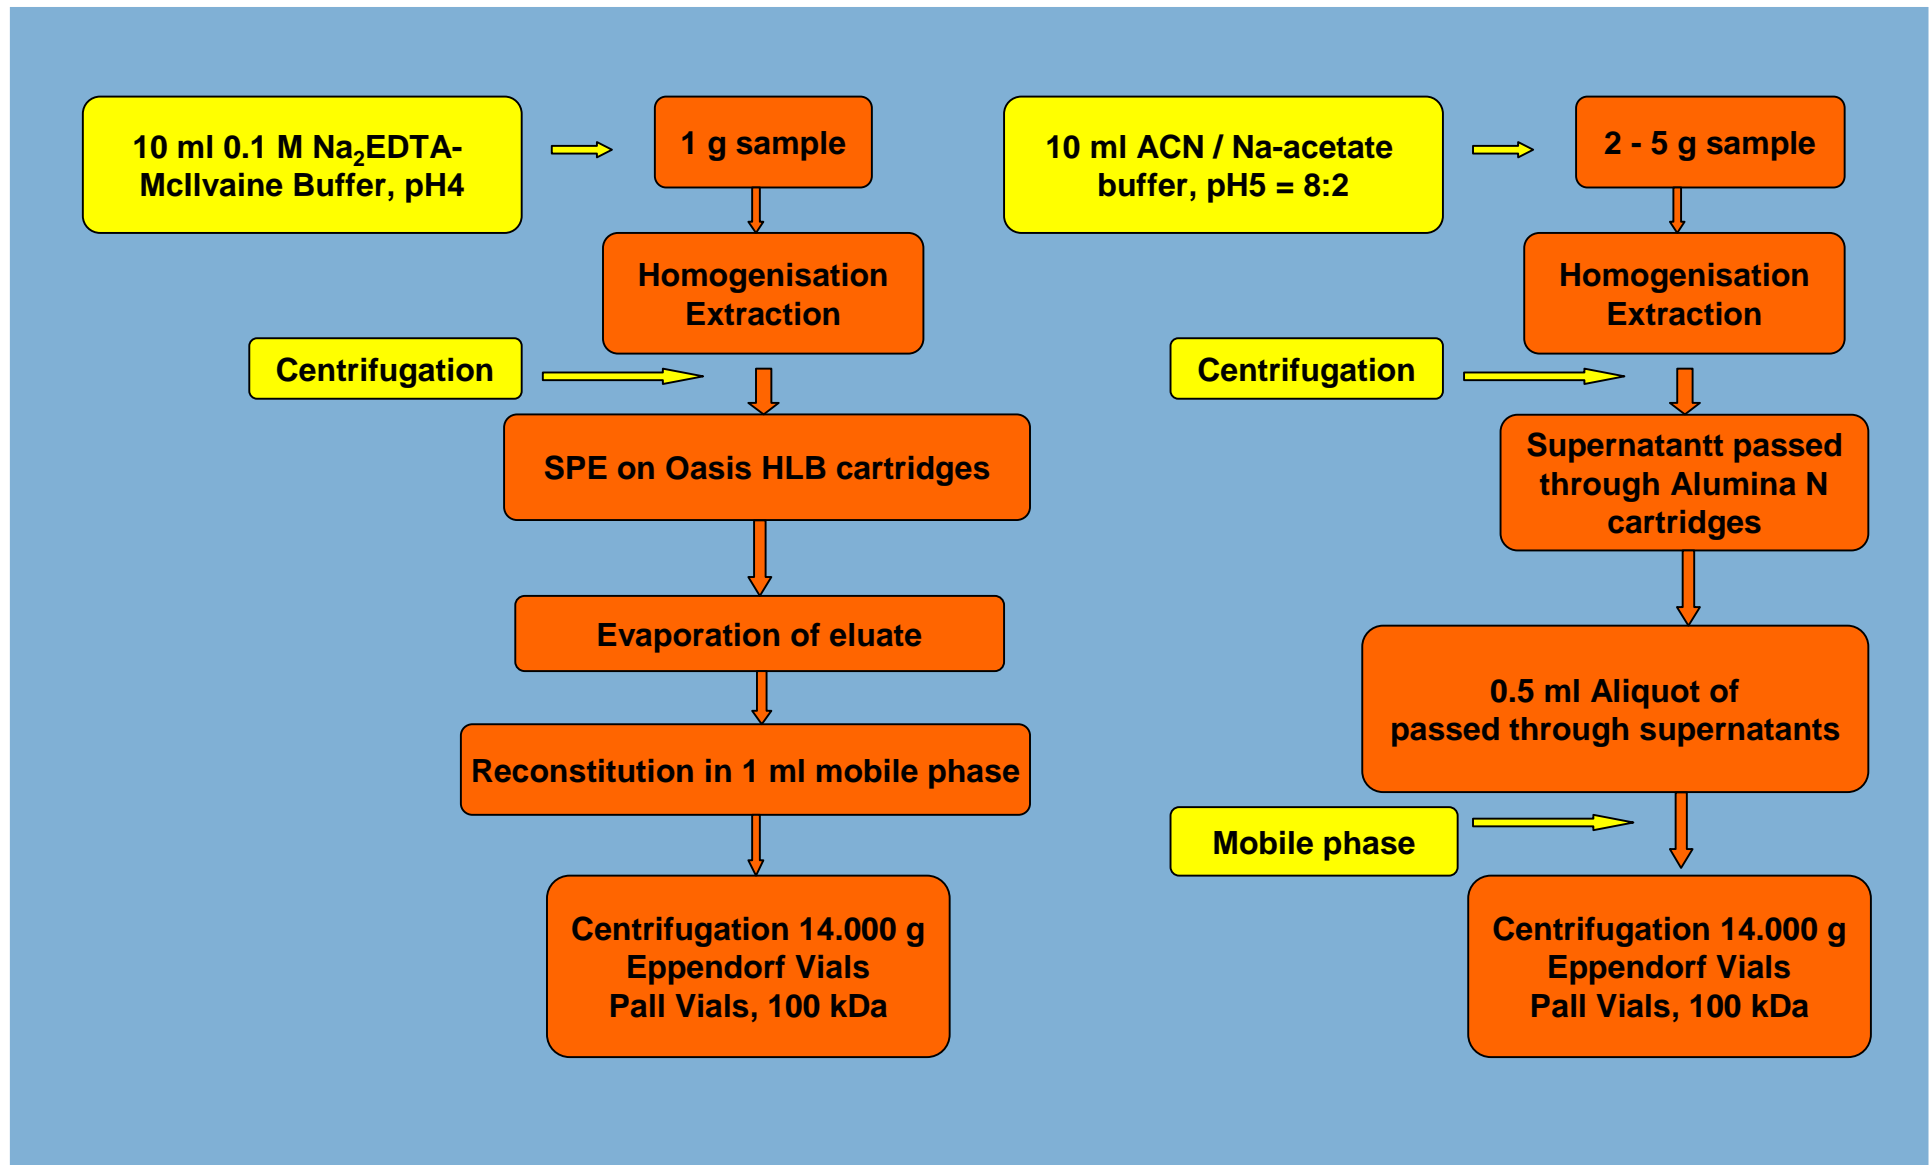 10 ml 0.1 M Na₂EDTA-
McIlvaine Buffer, pH4
1 g sample
Homogenisation
Extraction
Centrifugation
SPE on Oasis HLB cartridges
Evaporation of eluate
Reconstitution in 1 ml mobile phase
Centrifugation 14.000 g
Eppendorf Vials
Pall Vials, 100 kDa
10 ml ACN / Na-acetate
buffer, pH5 = 8:2
2 - 5 g sample
Homogenisation
Extraction
Centrifugation
Supernatantt passed
through Alumina N
cartridges
0.5 ml Aliquot of
passed through supernatants
Mobile phase
Centrifugation 14.000 g
Eppendorf Vials
Pall Vials, 100 kDa